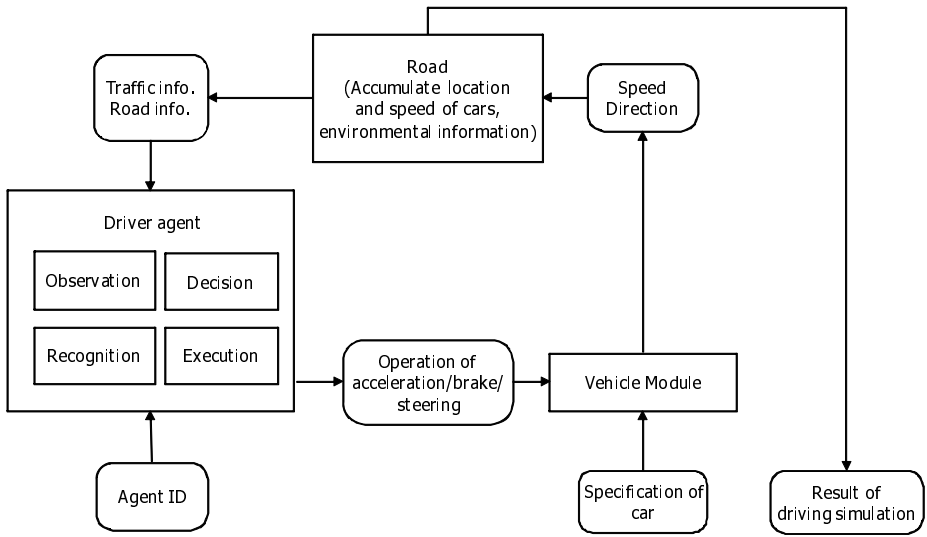 Traffic info.
Road info.
Road
(Accumulate location
and speed of cars,
environmental information)
Speed
Direction
Driver agent
Observation
Decision
Recognition
Execution
Operation of
acceleration/brake/
steering
Vehicle Module
Agent ID
Specification of
car
Result of
driving simulation